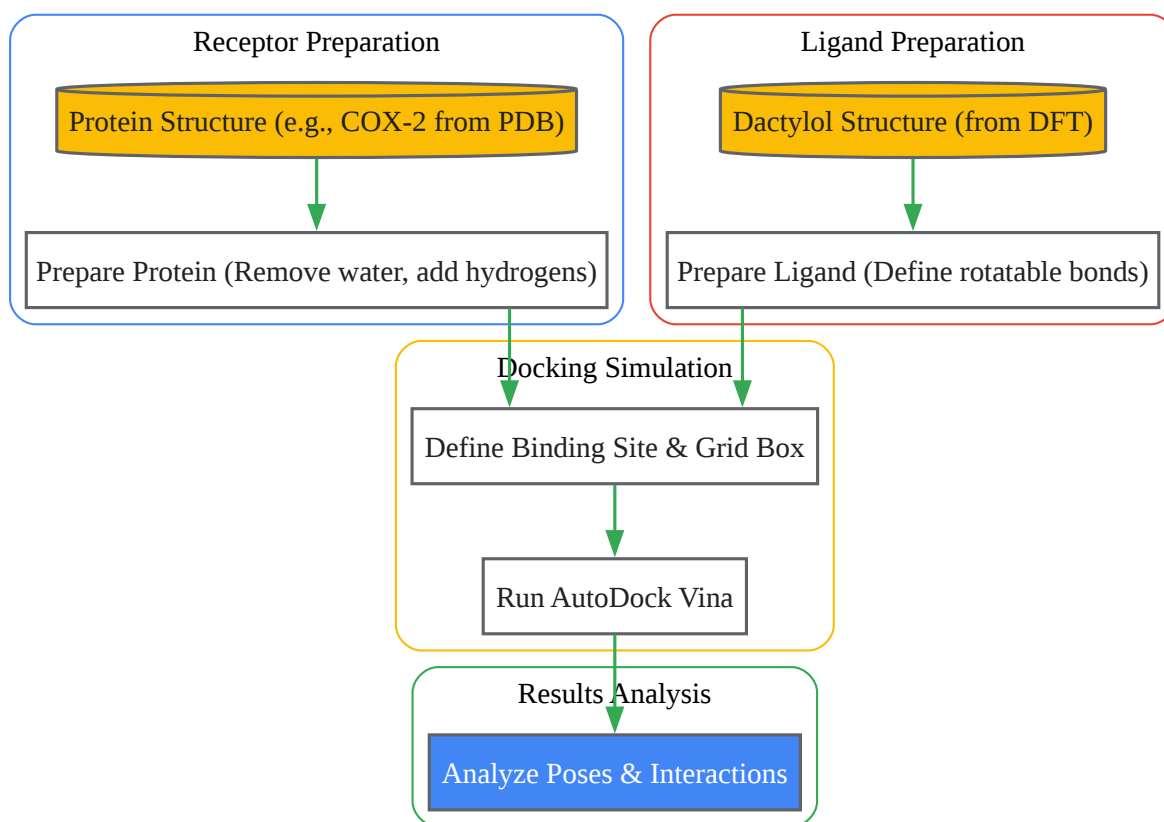 Receptor Preparation
Protein Structure (e.g., COX-2 from PDB)
Prepare Protein (Remove water, add hydrogens)
Ligand Preparation
Dactylol Structure (from DFT)
Prepare Ligand (Define rotatable bonds)
Docking Simulation
Define Binding Site & Grid Box
Run AutoDock Vina
Results Analysis
Analyze Poses & Interactions